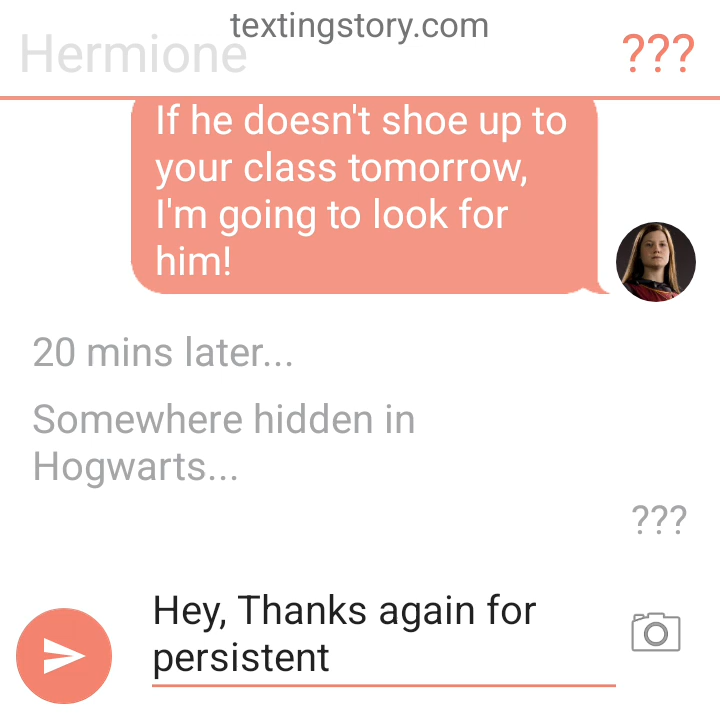 textingstory.com
Hermione
???
If he doesn't shoe up to
your class tomorrow,
I'm going to look for
him!
20 mins later...
Somewhere hidden in
Hogwarts...
???
Hey, Thanks again for
persistent